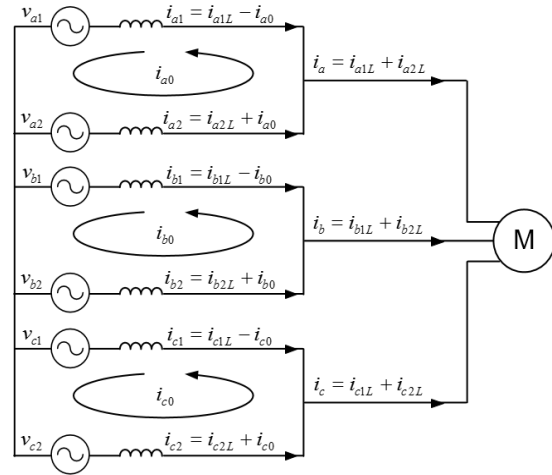 v_{a1} i_{a1} = i_{a1L} − i_{a0}
i_{a0} i_a = i_{a1L} + i_{a2L}
v_{a2} i_{a2} = i_{a2L} + i_{a0}
v_{b1} i_{b1} = i_{b1L} − i_{b0}
i_{b0} i_b = i_{b1L} + i_{b2L} M
v_{b2} i_{b2} = i_{b2L} + i_{b0}
v_{c1} i_{c1} = i_{c1L} − i_{c0}
i_{c0} i_c = i_{c1L} + i_{c2L}
v_{c2} i_{c2} = i_{c2L} + i_{c0}